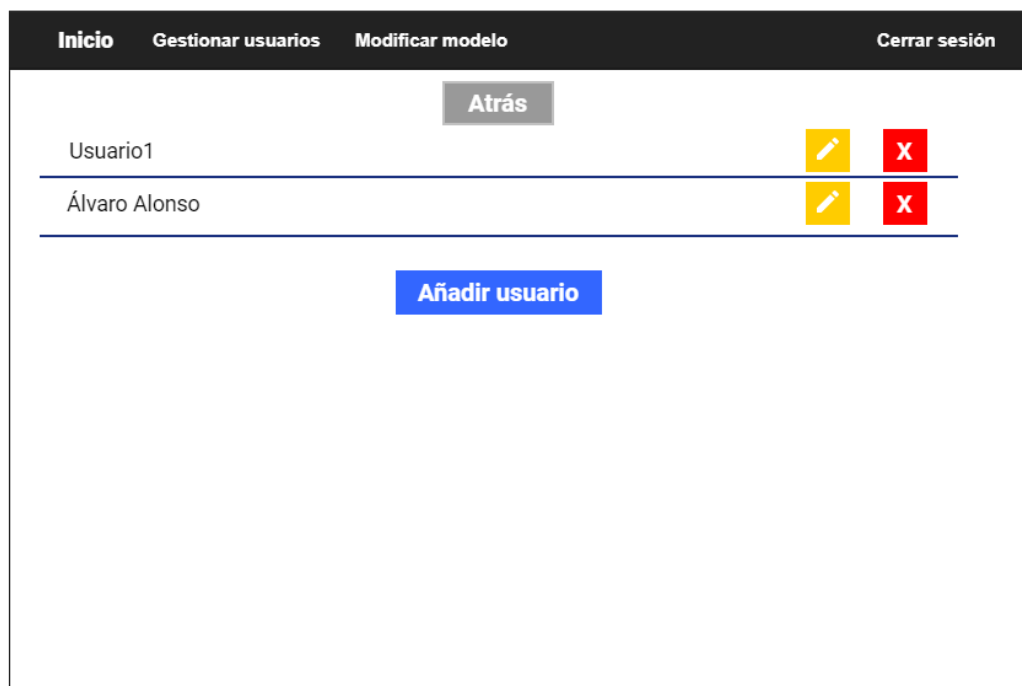 Inicio Gestionar usuarios Modificar modelo Cerrar sesión
Atrás
Usuario1 X
Álvaro Alonso X
Añadir usuario